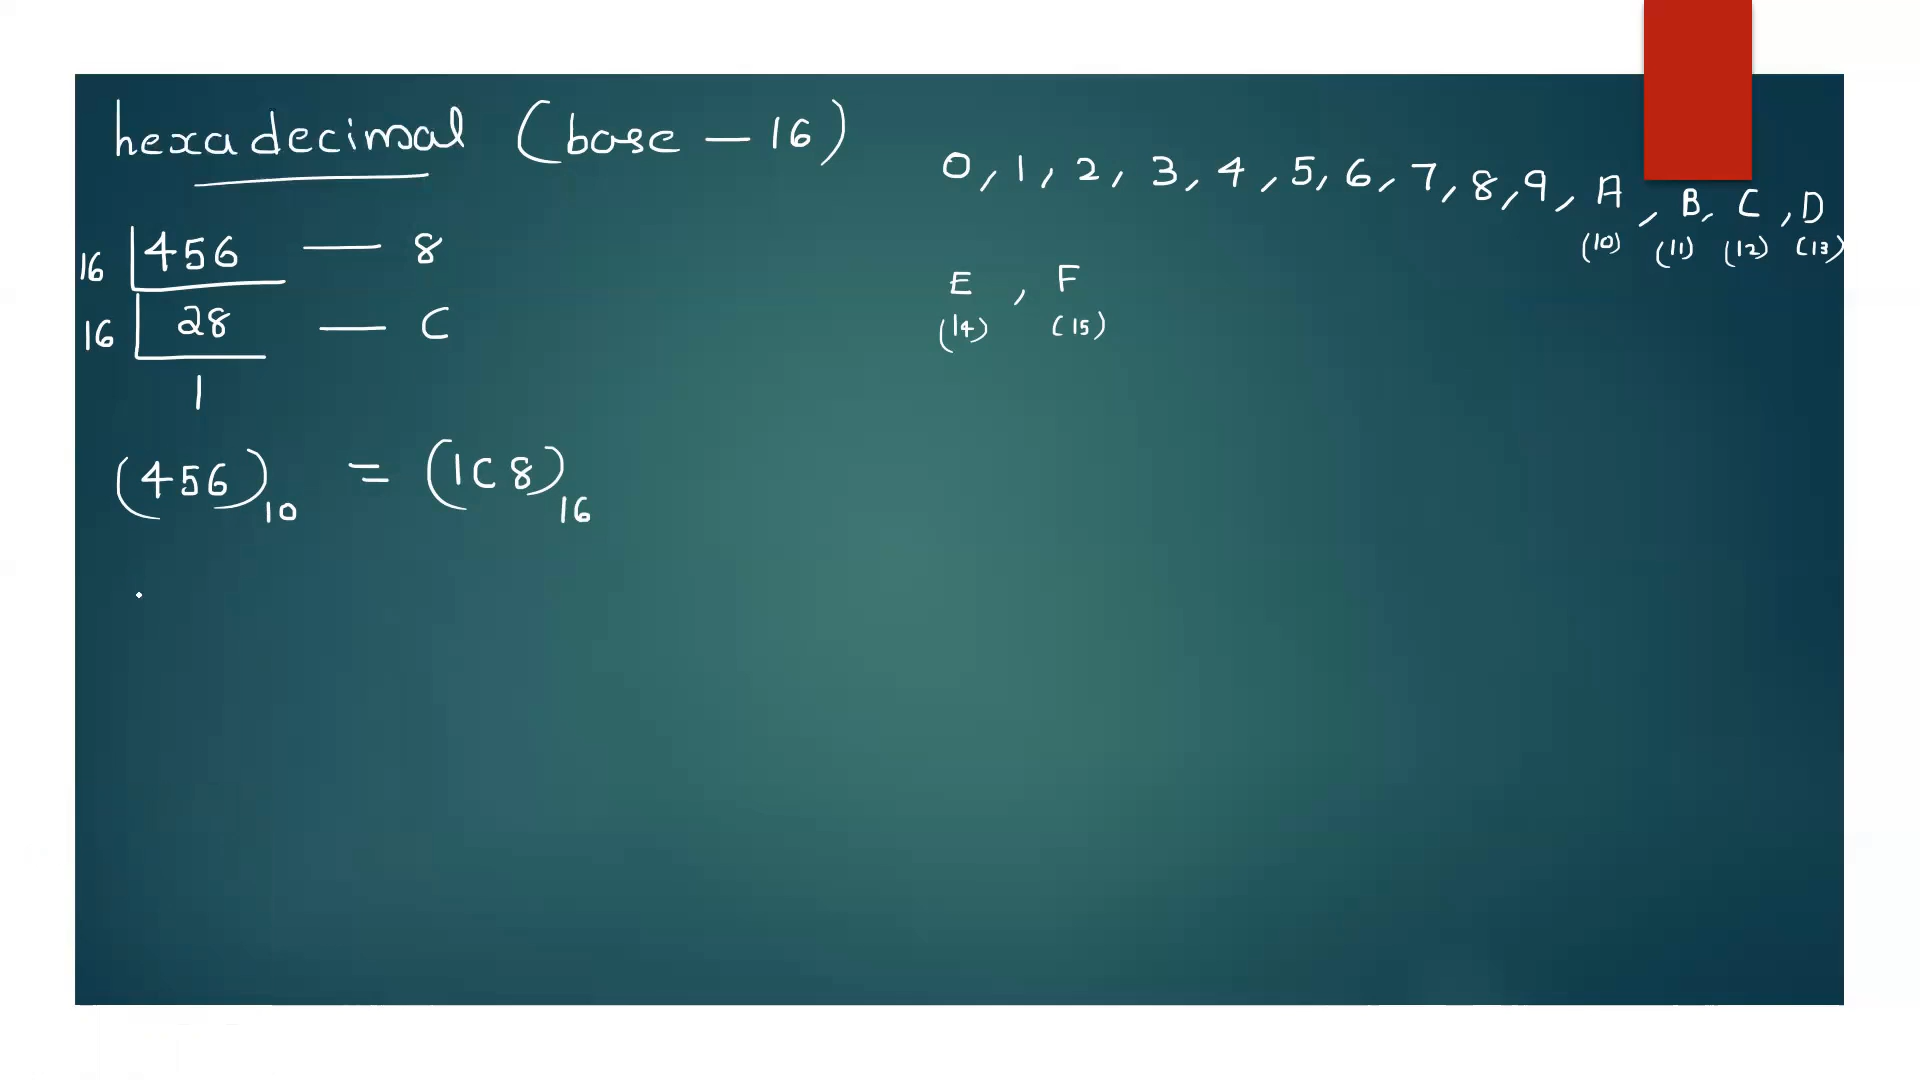 hexadecimal (base - 16)
0, 1, 2, 3, 4, 5, 6, 7, 8, 9, A, B, C, D
(10) (11) (12) (13)
16 456 — 8
E, F
(14) (15)
16 28 — C
1
(456)10 = (1C8)16